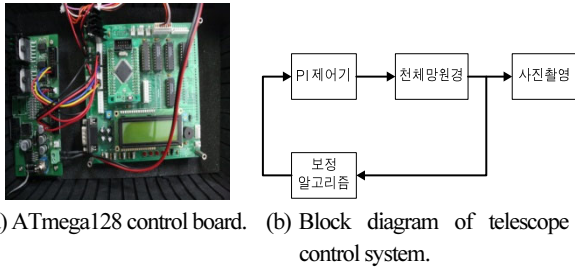 PI 제어기
천체망원경
사진촬영
보정
알고리즘
) ATmega128 control board.
(b) Block diagram of telescope
control system.